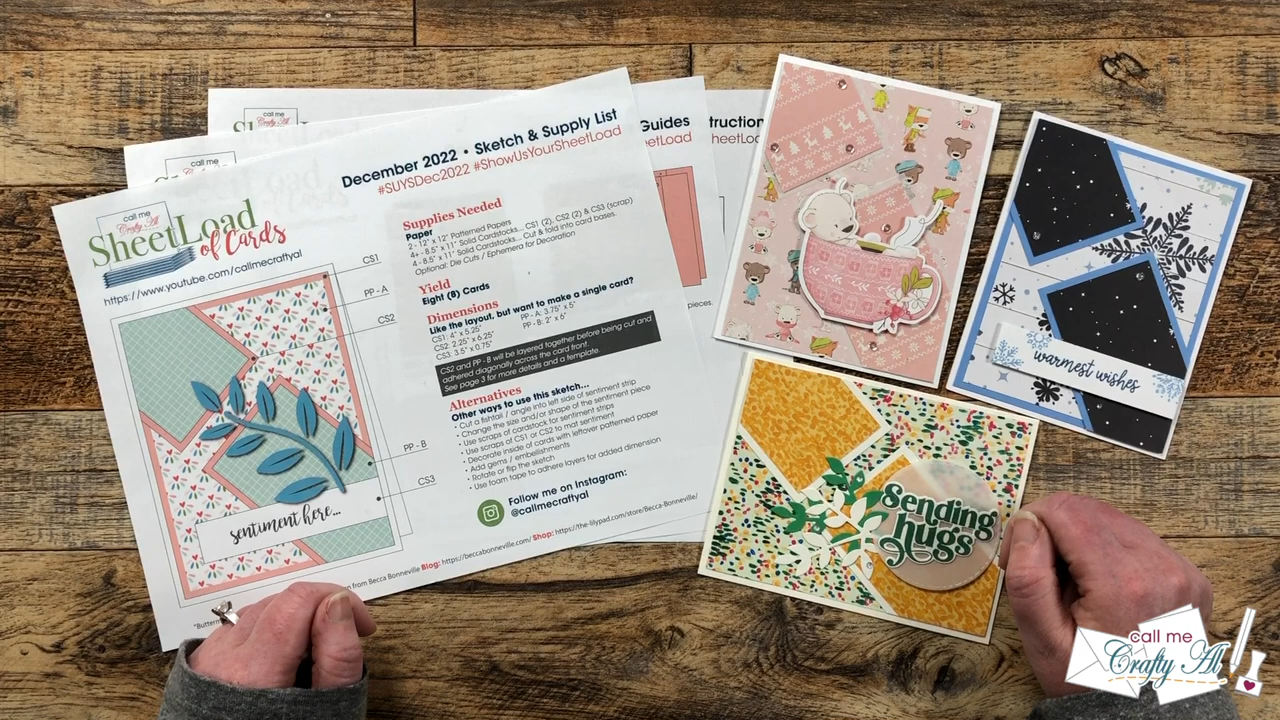 call me
Crafty Al
SheetLoad
of Cards
https://www.youtube.com/callmecraftyal
December 2022 • Sketch & Supply List
#SUYSDec2022 #ShowUsYourSheetLoad
CS1
PP - A
CS2
PP - B
CS3
sentiment here...
Supplies Needed
Paper
2 - 12" x 12" Patterned Papers
4+ - 8.5" x 11" Solid Cardstocks... CS1 (2), CS2 (2) & CS3 (scrap)
4 - 8.5" x 11" Solid Cardstocks... Cut & fold into card bases.
Optional: Die Cuts / Ephemera for Decoration
Yield
Eight (8) Cards
Dimensions
Like the layout, but want to make a single card?
CS1: 4" x 5.25" PP - A: 3.75" x 5"
CS2: 2.25" x 6.25" PP - B: 2" x 6"
CS3: 3.5" x 0.75"
CS2 and PP - B will be layered together before being cut and
adhered diagonally across the card front.
See page 3 for more details and a template.
Alternatives
Other ways to use this sketch...
• Cut a fishtail / angle into left side of sentiment strip
• Change the size and/or shape of the sentiment piece
• Use scraps of cardstock for sentiment strips
• Use scraps of CS1 or CS2 to mat sentiment
• Decorate inside of cards with leftover patterned paper
• Add gems / embellishments
• Rotate or flip the sketch
• Use foam tape to adhere layers for added dimension
Follow me on Instagram:
@callmecraftyal
from Becca Bonneville Blog: https://beccabonneville.com/ Shop: https://the-lilypad.com/store/Becca-Bonneville/
call me
Crafty Al
call me
Guides
SheetLoad
pieces.
warmest wishes
sending
hugs
call me
Crafty Al